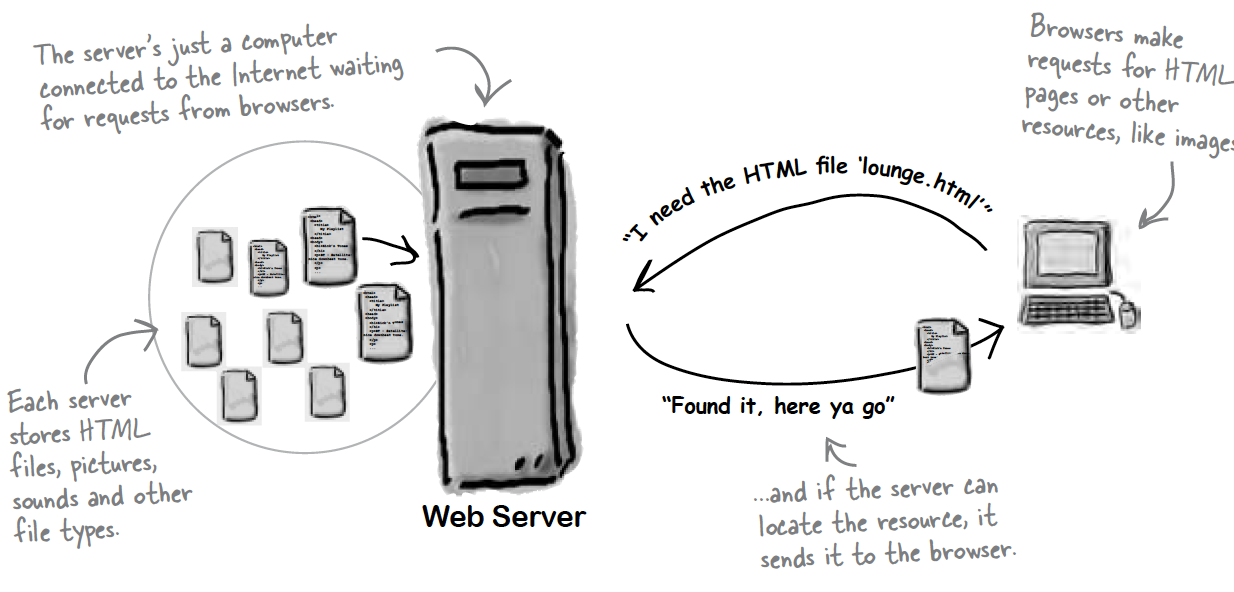 The server's just a computer
connected to the Internet waiting
for requests from browsers.
Browsers make
requests for HTML
pages or other
resources, like images
"I need the HTML file 'lounge.html'"
Each server
stores HTML
files, pictures,
sounds and other
file types.
"Found it, here ya go"
Web Server
...and if the server can
locate the resource, it
sends it to the browser.